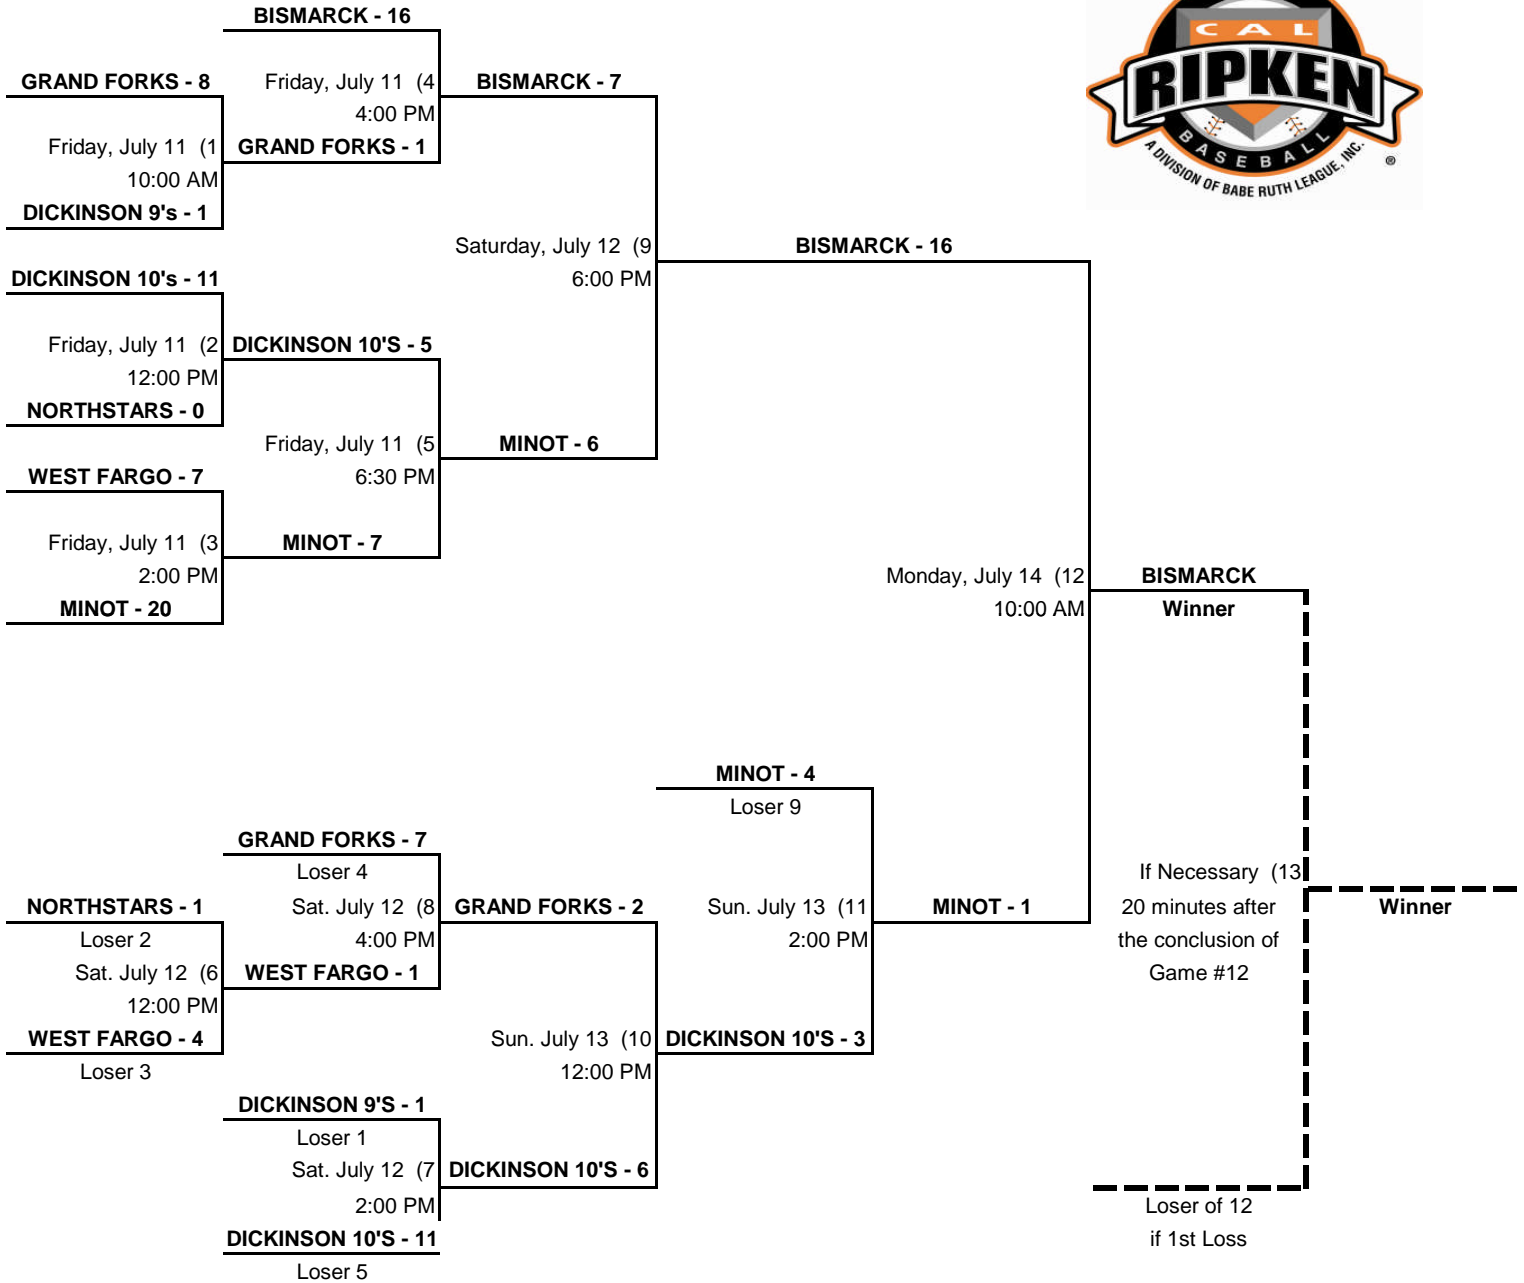 BISMARCK - 16
GRAND FORKS - 8
Friday, July 11 (4
4:00 PM
BISMARCK - 7
Friday, July 11 (1
10:00 AM
GRAND FORKS - 1
DICKINSON 9's - 1
Saturday, July 12 (9
6:00 PM
BISMARCK - 16
DICKINSON 10's - 11
Friday, July 11 (2
12:00 PM
DICKINSON 10'S - 5
NORTHSTARS - 0
Friday, July 11 (5
6:30 PM
MINOT - 6
WEST FARGO - 7
Friday, July 11 (3
2:00 PM
MINOT - 7
MINOT - 20
Monday, July 14 (12
10:00 AM
BISMARCK
Winner
MINOT - 4
Loser 9
GRAND FORKS - 7
Loser 4
NORTHSTARS - 1
Loser 2
Sat. July 12 (8
4:00 PM
GRAND FORKS - 2
Sun. July 13 (11
2:00 PM
MINOT - 1
If Necessary (13
20 minutes after
the conclusion of
Game #12
Winner
Sat. July 12 (6
12:00 PM
WEST FARGO - 1
WEST FARGO - 4
Loser 3
Sun. July 13 (10
12:00 PM
DICKINSON 10'S - 3
DICKINSON 9'S - 1
Loser 1
Sat. July 12 (7
2:00 PM
DICKINSON 10'S - 6
DICKINSON 10'S - 11
Loser 5
Loser of 12
if 1st Loss
CAL
RIPKEN
BASEBALL
A DIVISION OF BABE RUTH LEAGUE, INC.
®